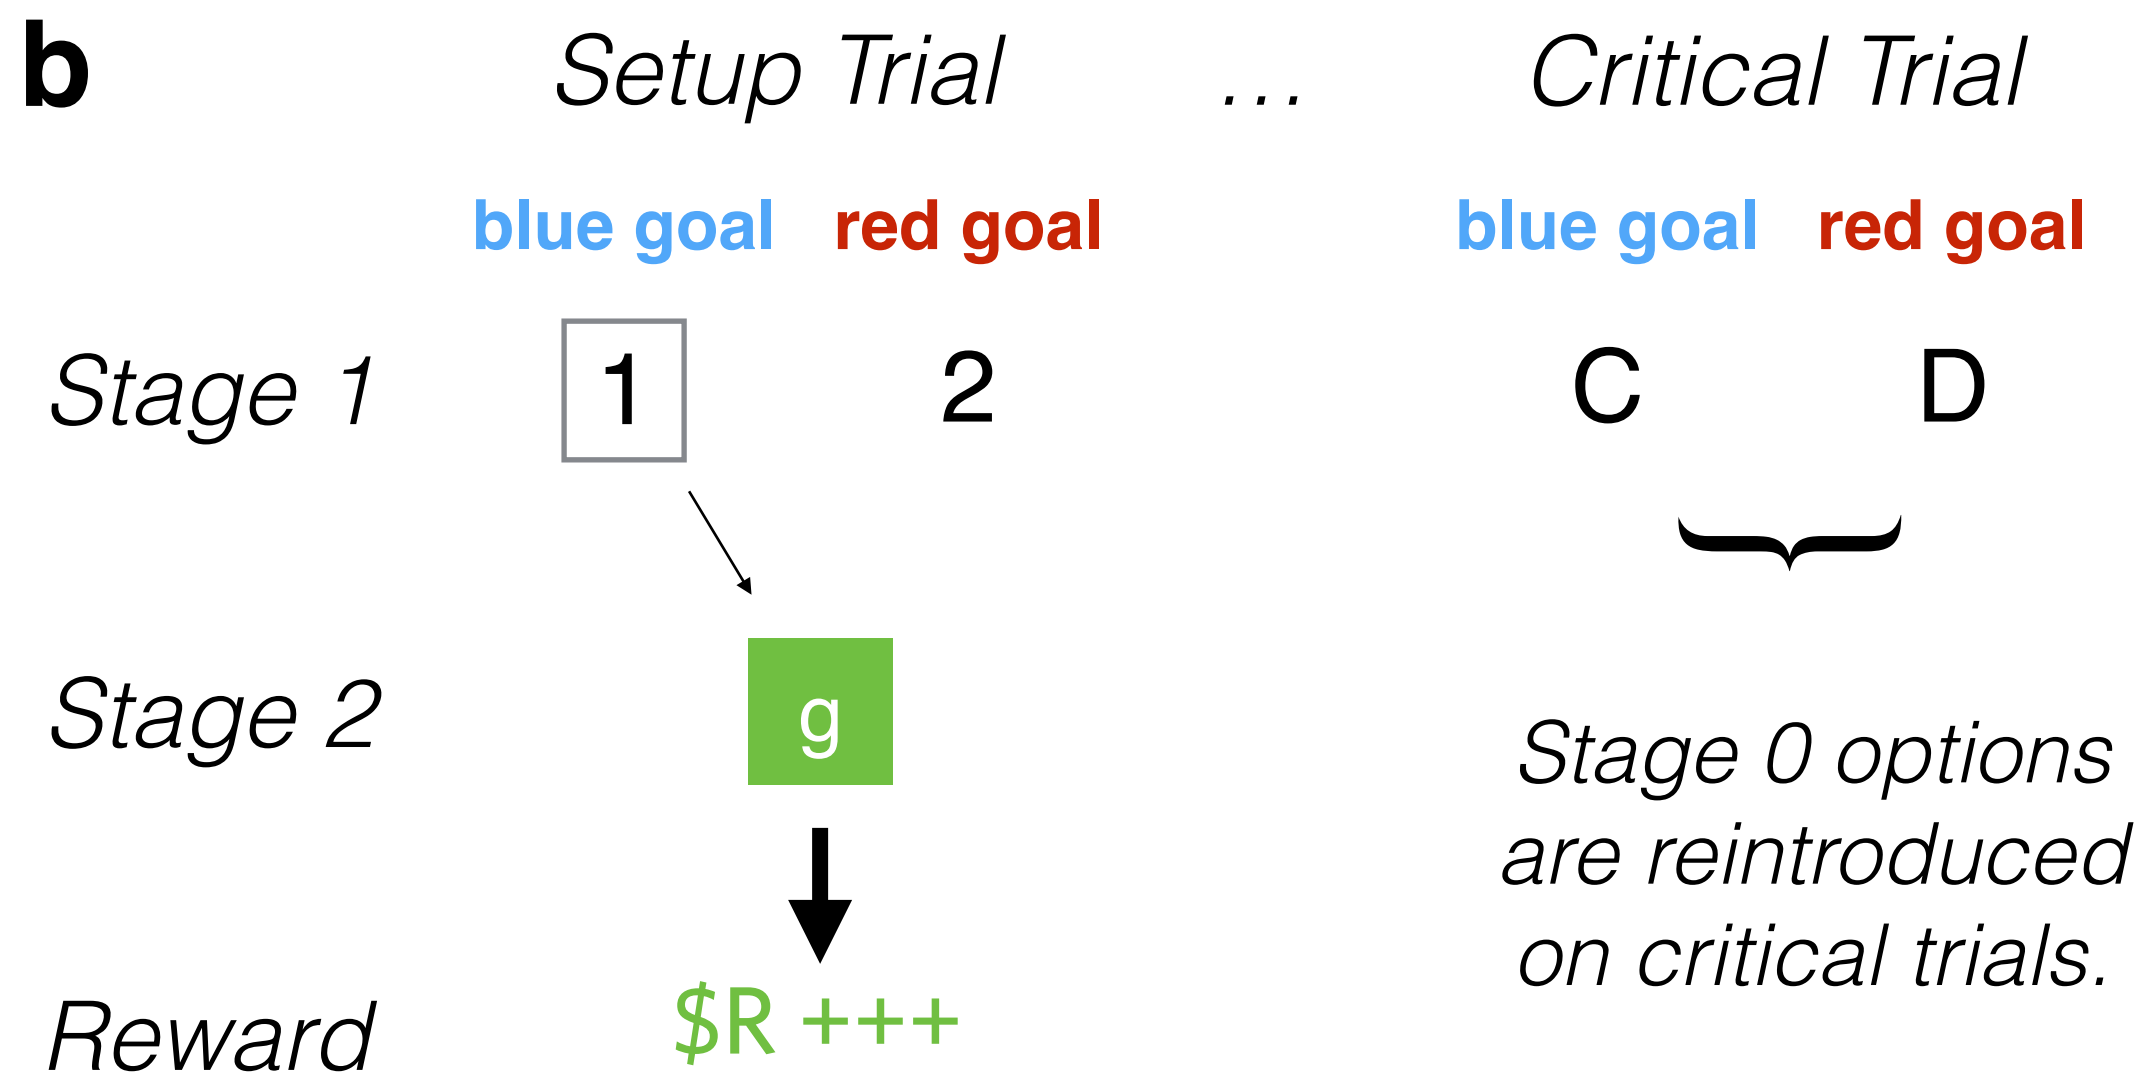 b
Setup Trial … Critical Trial
blue goal red goal blue goal red goal
Stage 1 1 2 C D
Stage 2 g
Stage 0 options
are reintroduced
on critical trials.
Reward $R +++